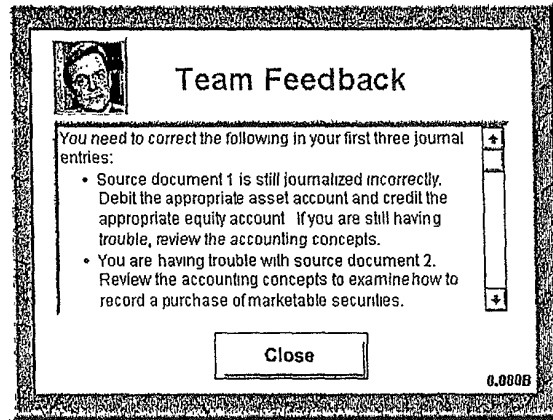 Team Feedback
You need to correct the following in your first three journal
entries:
• Source document 1 is still journalized incorrectly.
Debit the appropriate asset account and credit the
appropriate equity account If you are still having
trouble, review the accounting concepts.
• You are having trouble with source document 2.
Review the accounting concepts to examine how to
record a purchase of marketable securities.
Close
0.080B